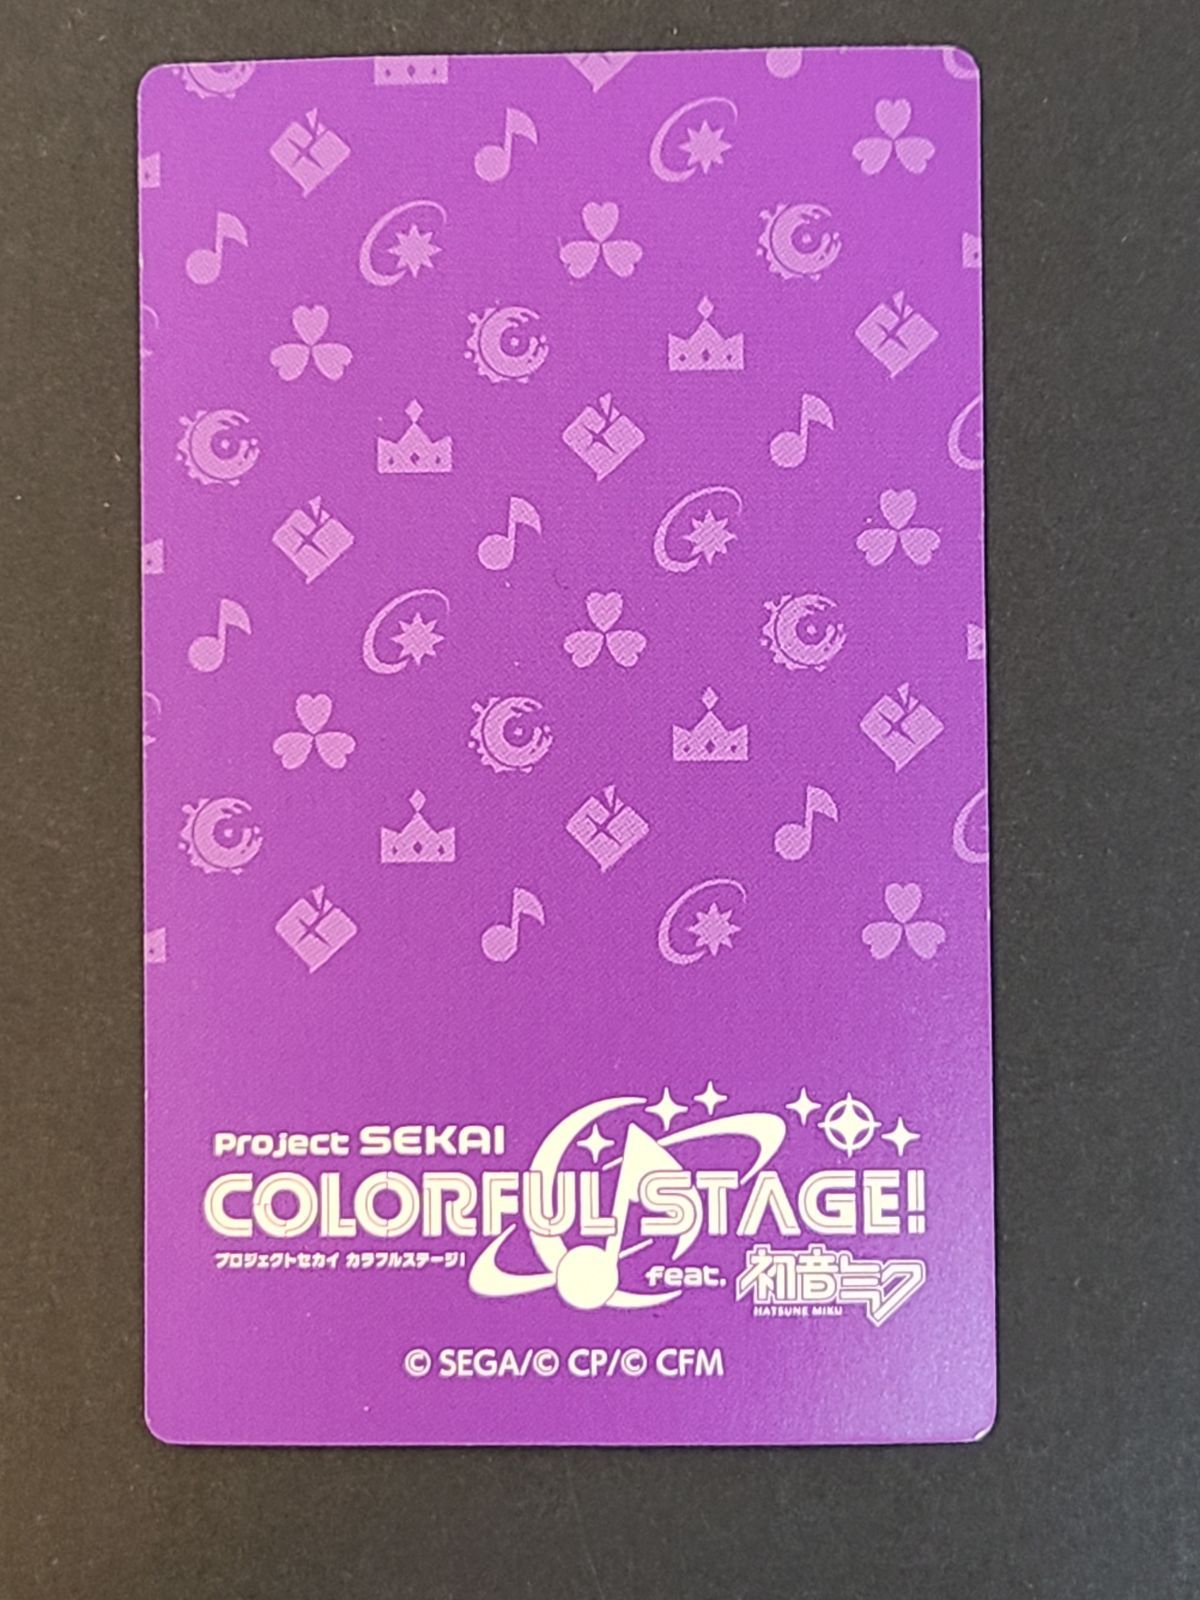 Project SEKAI
COLORFUL STAGE!
プロジェクトセカイ カラフルステージ!
feat. 初音ミク
HATSUNE MIKU
© SEGA/© CP/© CFM